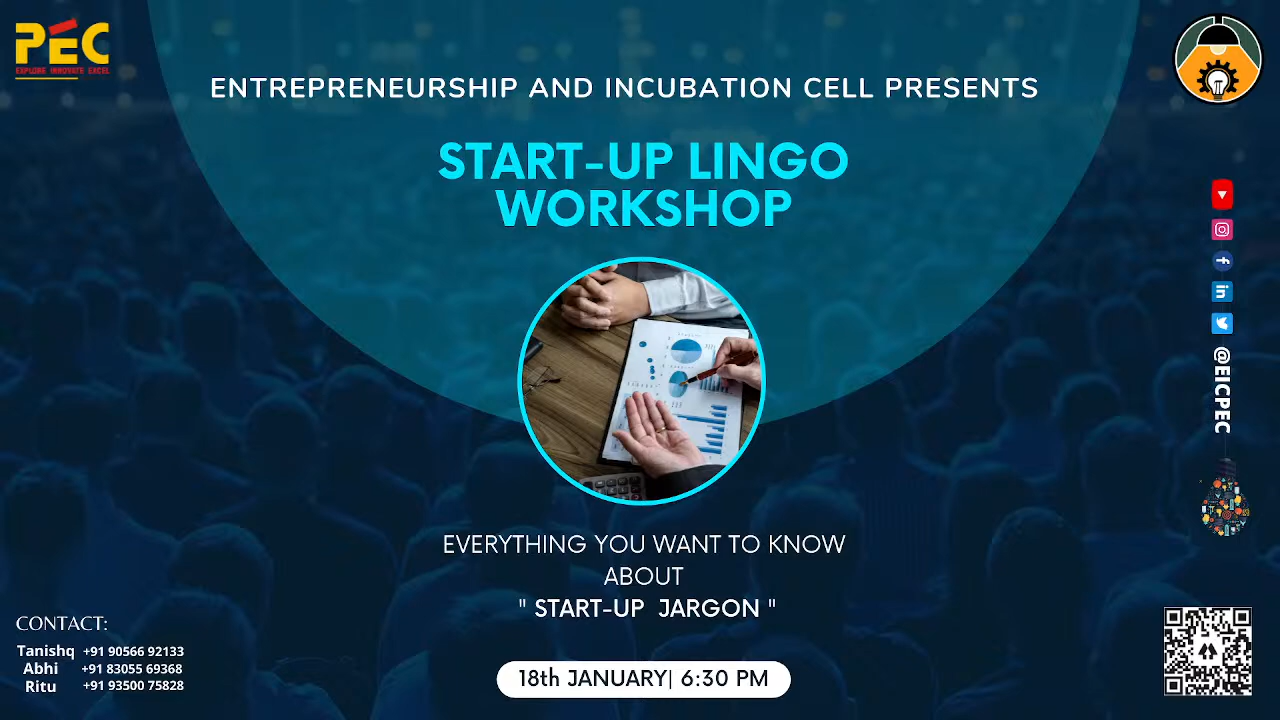 PEC
EXPLORE INNOVATE EXCEL
ENTREPRENEURSHIP AND INCUBATION CELL PRESENTS
START-UP LINGO
WORKSHOP
@EICPEC
EVERYTHING YOU WANT TO KNOW
ABOUT
" START-UP JARGON "
18th JANUARY| 6:30 PM
CONTACT:
Tanishq +91 90566 92133
Abhi +91 83055 69368
Ritu +91 93500 75828